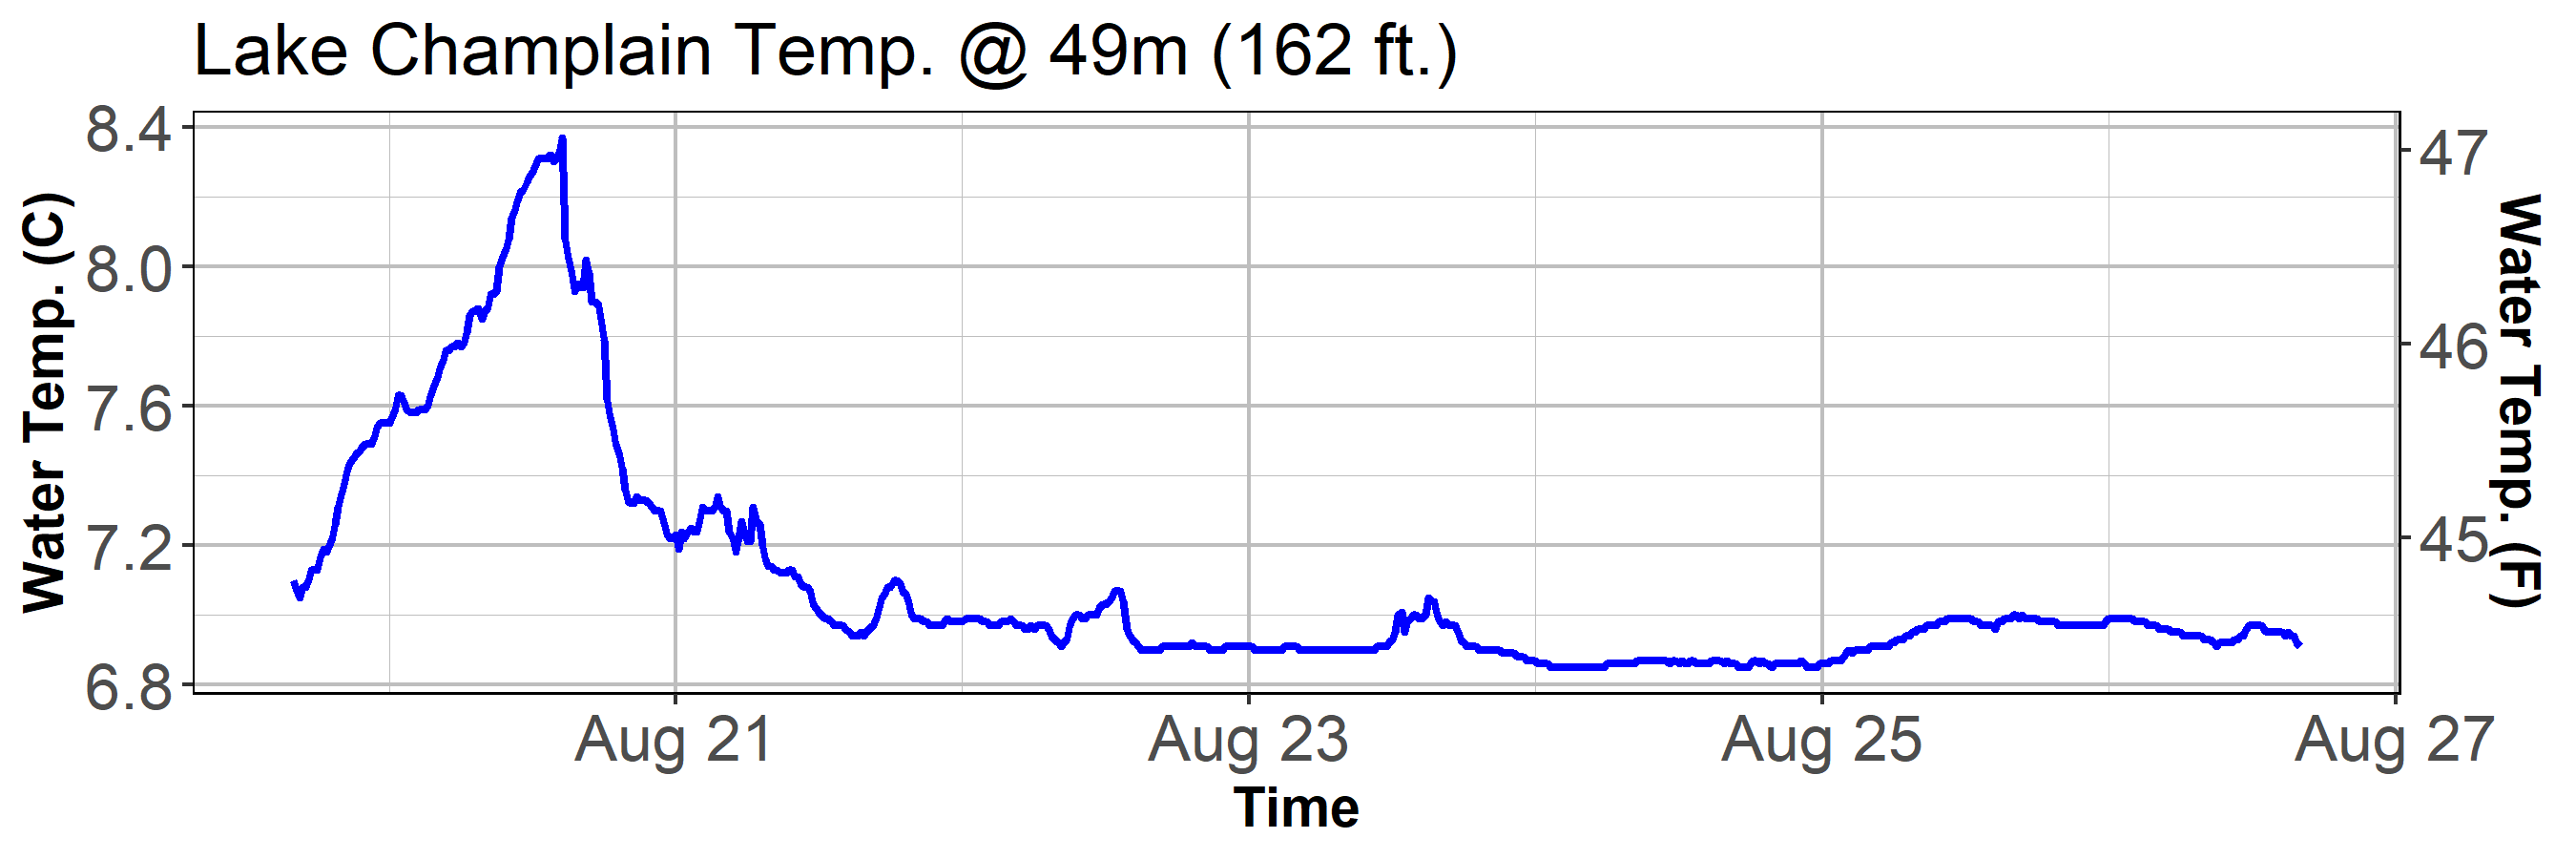 Lake Champlain Temp. @ 49m (162 ft.)
Water Temp. (C)
8.4
8.0
7.6
7.2
6.8
47
46
45
Water Temp. (F)
Aug 21
Aug 23
Aug 25
Aug 27
Time